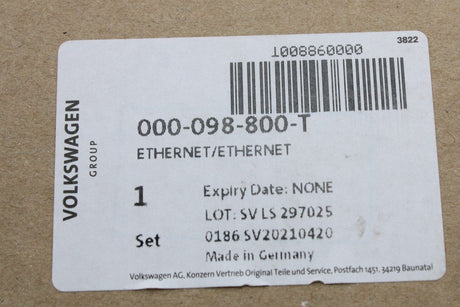 3822
000098800T
000-098-800-T
ETHERNET/ETHERNET
VOLKSWAGEN
GROUP
1 Expiry Date: NONE
LOT: SV LS 297025
Set 0186 SV20210420
Made in Germany
Volkswagen AG, Konzern Vertrieb Original Teile und Service, Postfach 1451, 34219 Baunatal